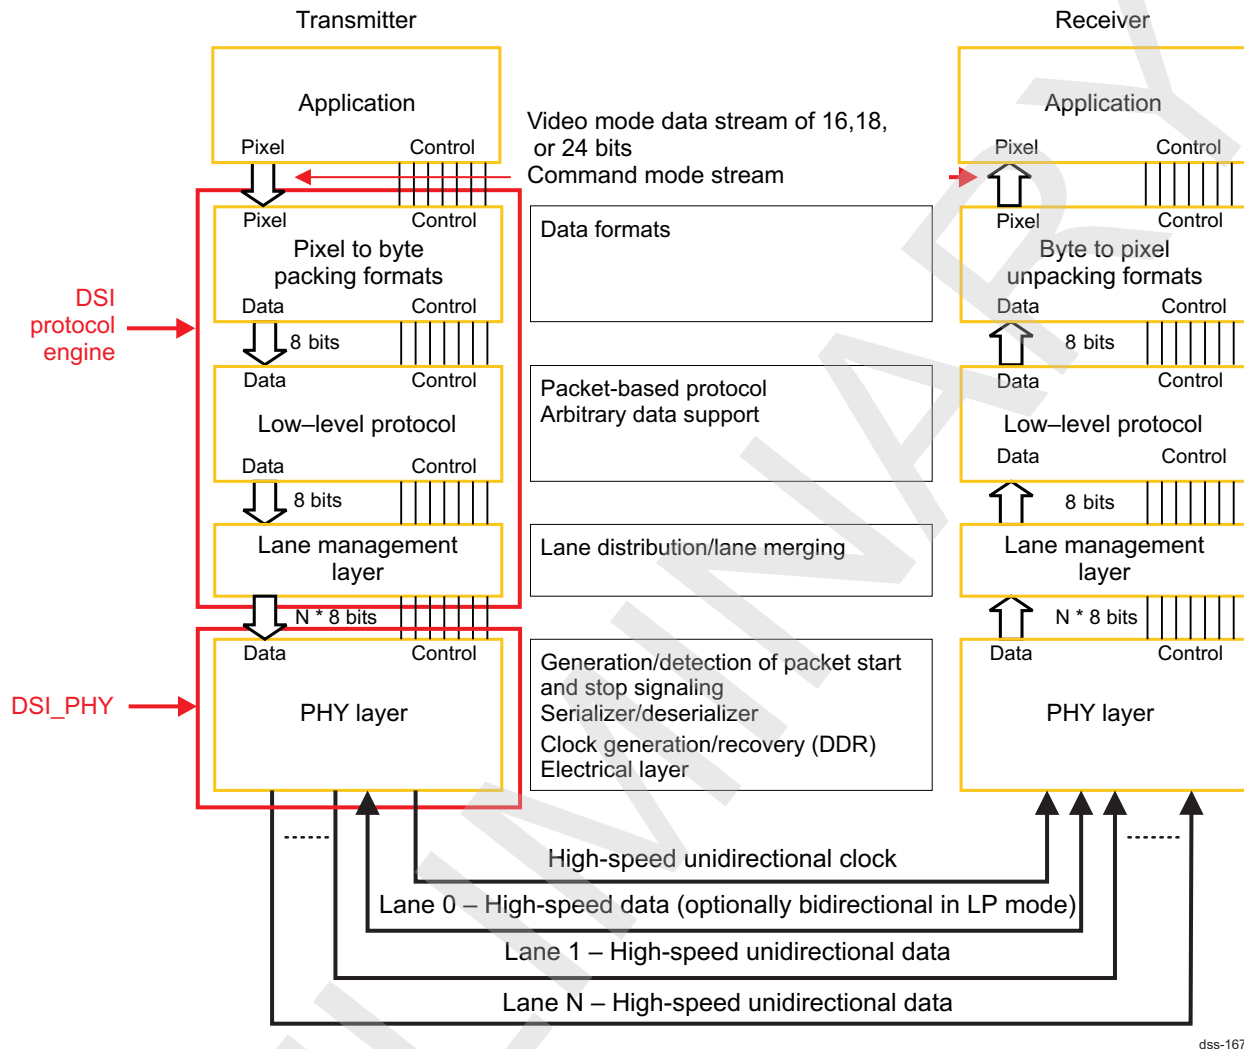 Transmitter
Receiver
Application
Pixel
Control
Video mode data stream of 16,18,
or 24 bits
Command mode stream
Application
Pixel
Control
Pixel
Control
Pixel to byte
packing formats
Data
Control
Data formats
Pixel
Control
Byte to pixel
unpacking formats
Data
Control
DSI
protocol
engine
8 bits
8 bits
Data
Control
Low–level protocol
Data
Control
Packet-based protocol
Arbitrary data support
Data
Control
Low–level protocol
Data
Control
8 bits
8 bits
Lane management
layer
Lane distribution/lane merging
Lane management
layer
N * 8 bits
N * 8 bits
DSI_PHY
Data
Control
PHY layer
Generation/detection of packet start
and stop signaling
Serializer/deserializer
Clock generation/recovery (DDR)
Electrical layer
Data
Control
PHY layer
High-speed unidirectional clock
Lane 0 – High-speed data (optionally bidirectional in LP mode)
Lane 1 – High-speed unidirectional data
Lane N – High-speed unidirectional data
dss-167